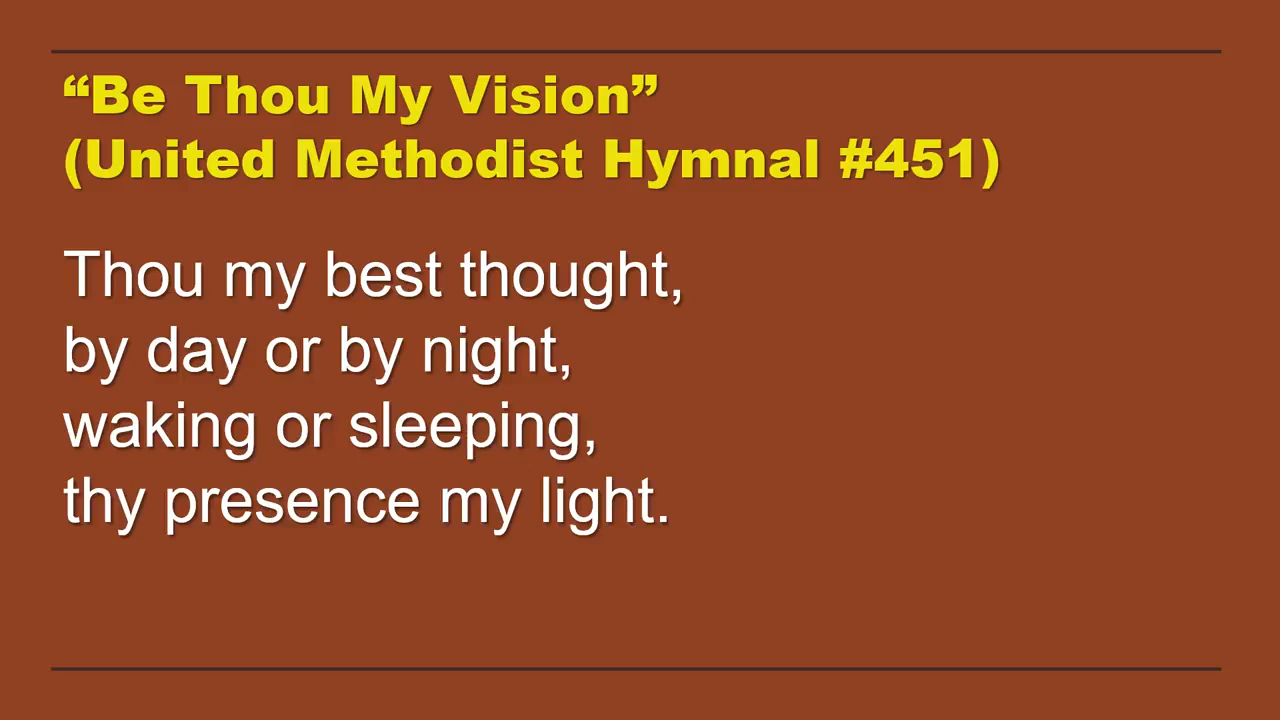 “Be Thou My Vision”
(United Methodist Hymnal #451)
Thou my best thought,
by day or by night,
waking or sleeping,
thy presence my light.